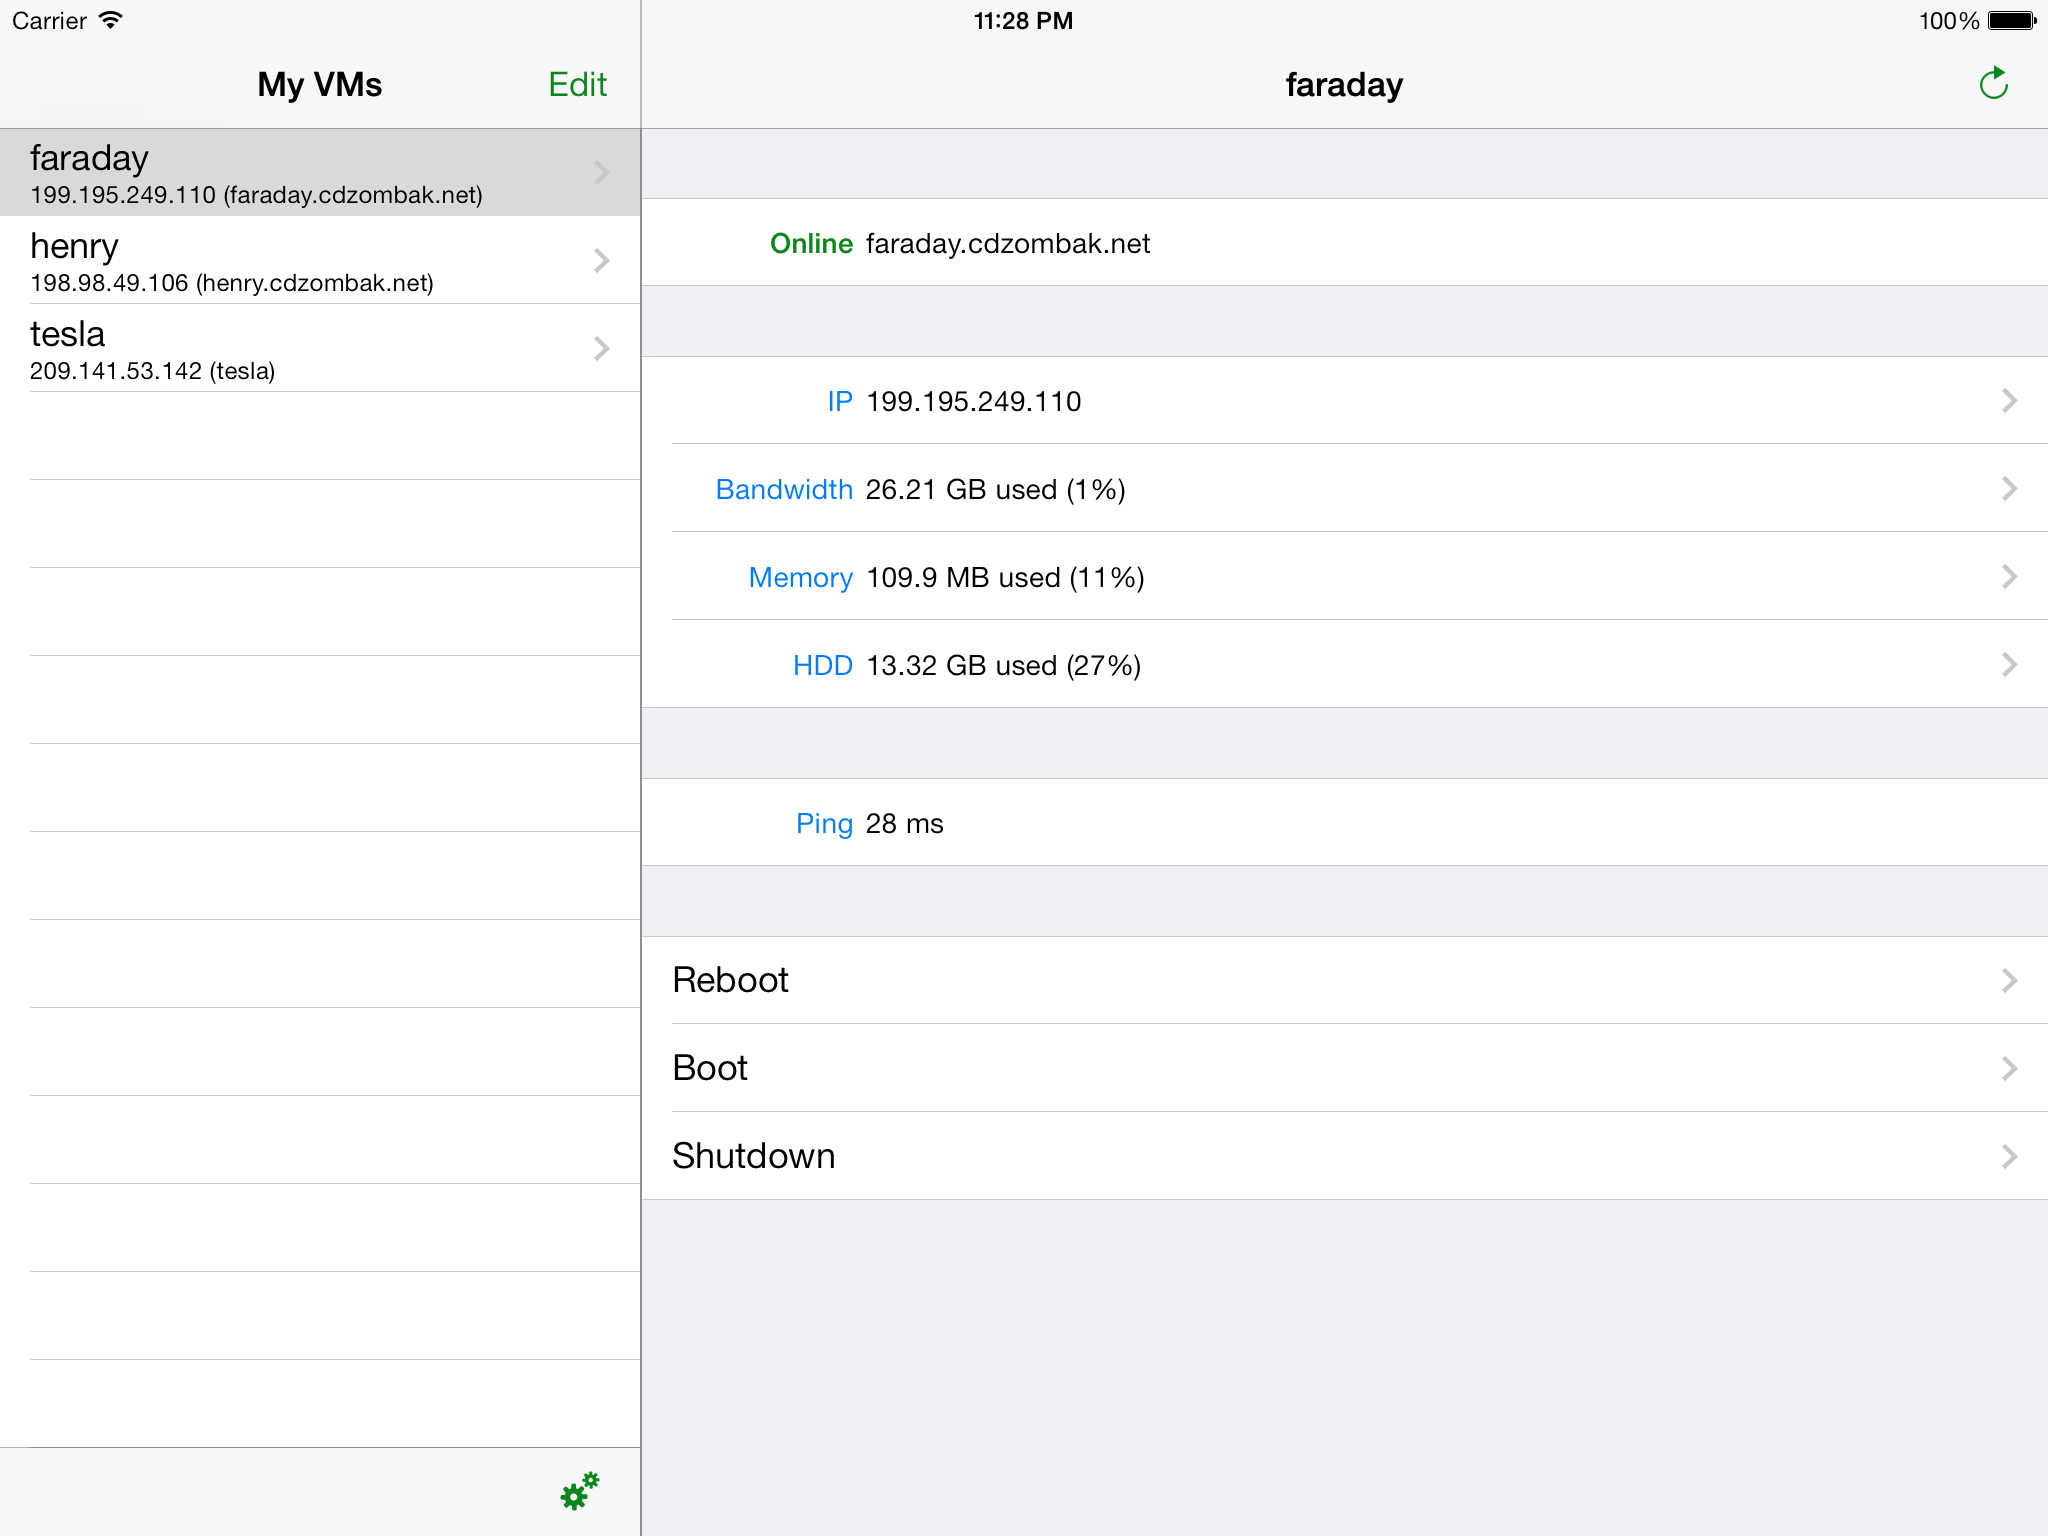 Carrier
11:28 PM
100%
My VMs
Edit
faraday
faraday
199.195.249.110 (faraday.cdzombak.net)
henry
198.98.49.106 (henry.cdzombak.net)
tesla
209.141.53.142 (tesla)
Online faraday.cdzombak.net
IP 199.195.249.110
Bandwidth 26.21 GB used (1%)
Memory 109.9 MB used (11%)
HDD 13.32 GB used (27%)
Ping 28 ms
Reboot
Boot
Shutdown